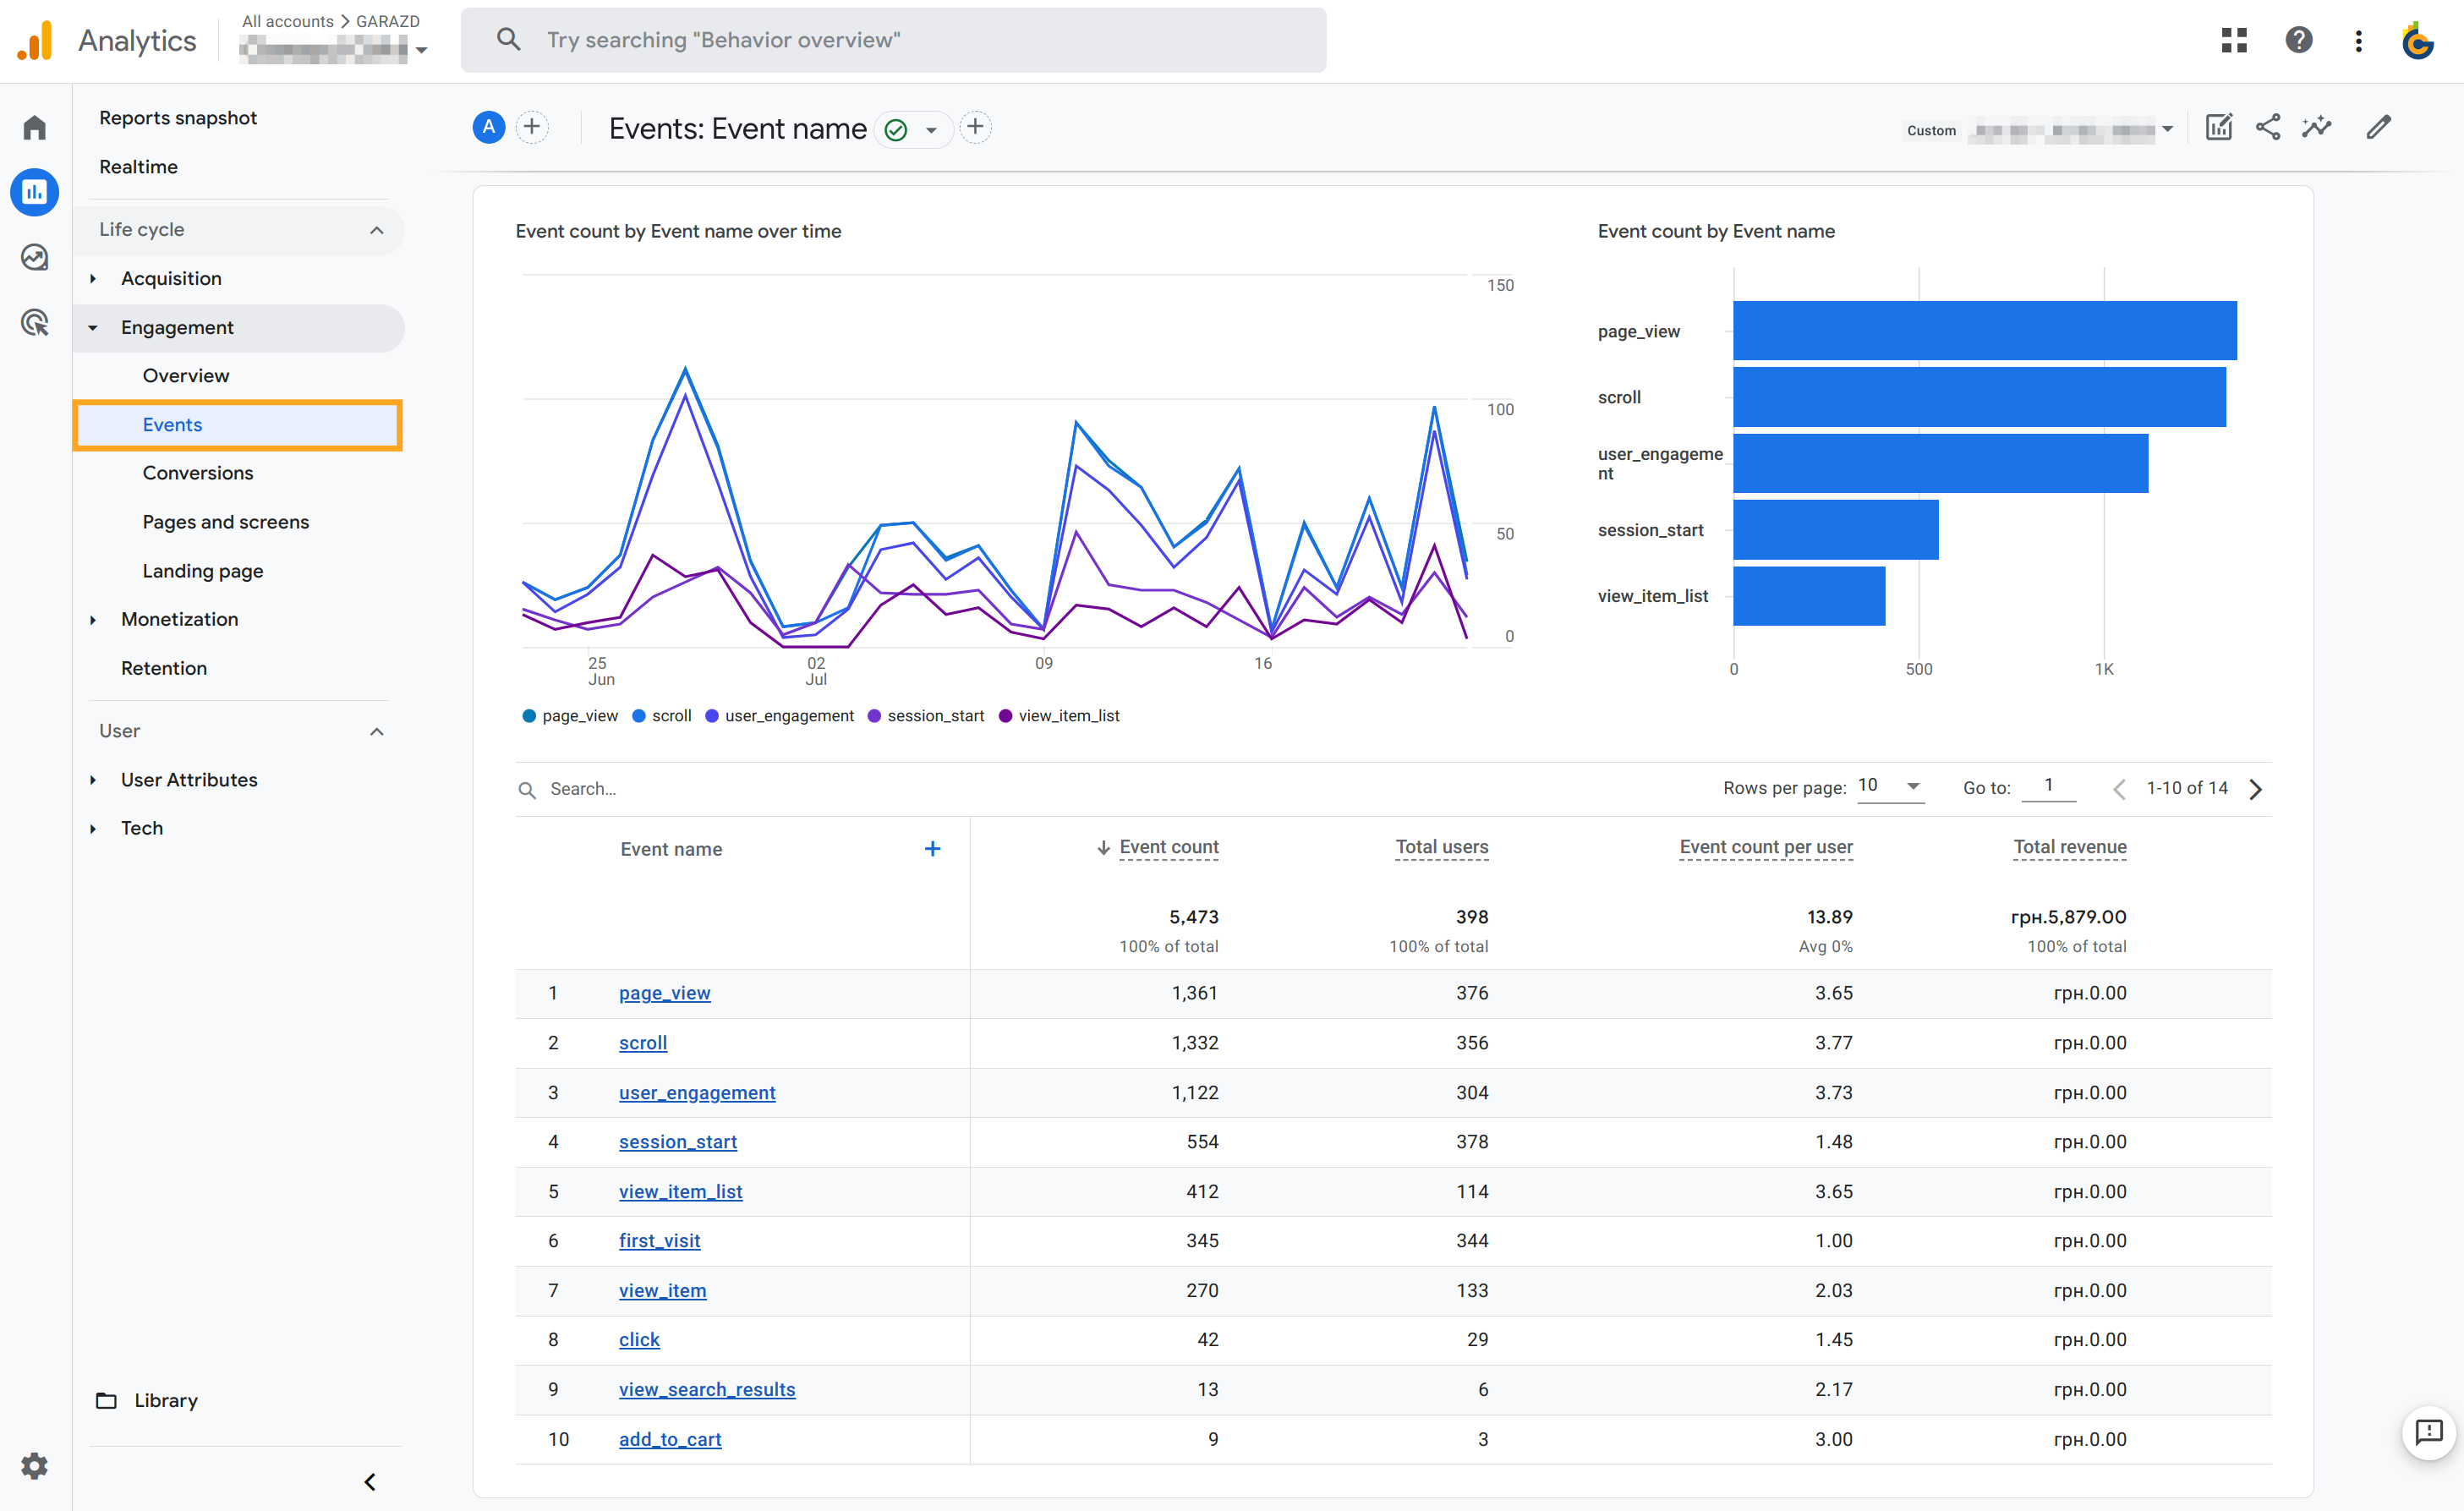 Analytics
All accounts > GARAZD
Try searching "Behavior overview"
Reports snapshot
Realtime
Life cycle
Acquisition
Engagement
Overview
Events
Conversions
Pages and screens
Landing page
Monetization
Retention
User
User Attributes
Tech
Library
A
Events: Event name
Custom
Event count by Event name over time
150
100
50
0
25
Jun
02
Jul
09
16
page_view
scroll
user_engagement
session_start
view_item_list
Event count by Event name
page_view
scroll
user_engageme
nt
session_start
view_item_list
0
500
1K
Search...
Rows per page: 10
Go to: 1
1-10 of 14
Event name + Event count Total users Event count per user Total revenue
5,473 398 13.89 грн.5,879.00
100% of total 100% of total Avg 0% 100% of total
1 page_view 1,361 376 3.65 грн.0.00
2 scroll 1,332 356 3.77 грн.0.00
3 user_engagement 1,122 304 3.73 грн.0.00
4 session_start 554 378 1.48 грн.0.00
5 view_item_list 412 114 3.65 грн.0.00
6 first_visit 345 344 1.00 грн.0.00
7 view_item 270 133 2.03 грн.0.00
8 click 42 29 1.45 грн.0.00
9 view_search_results 13 6 2.17 грн.0.00
10 add_to_cart 9 3 3.00 грн.0.00